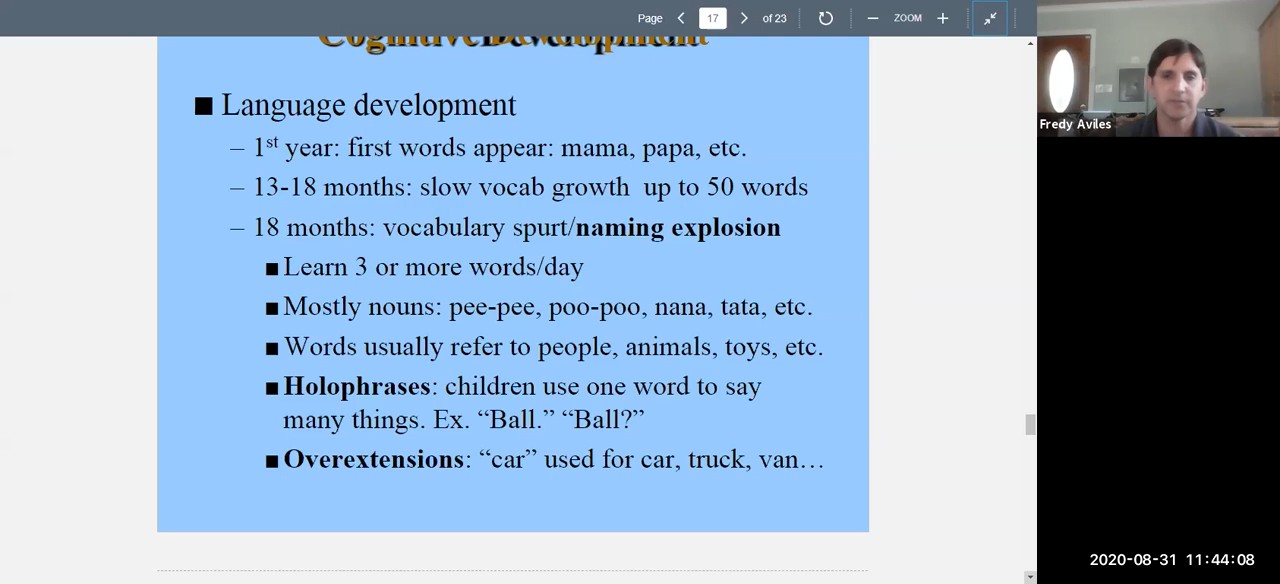 Page 17 of 23 ZOOM
Cognitive Development
Language development
– 1st year: first words appear: mama, papa, etc.
– 13-18 months: slow vocab growth up to 50 words
– 18 months: vocabulary spurt/naming explosion
Learn 3 or more words/day
Mostly nouns: pee-pee, poo-poo, nana, tata, etc.
Words usually refer to people, animals, toys, etc.
Holophrases: children use one word to say
many things. Ex. “Ball.” “Ball?”
Overextensions: “car” used for car, truck, van…
Fredy Aviles
2020-08-31 11:44:08